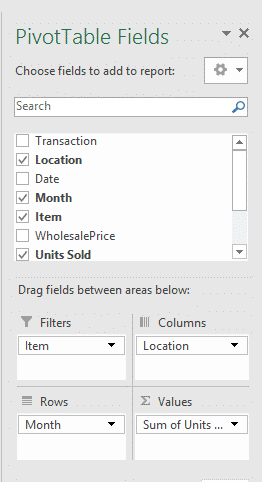 PivotTable Fields
Choose fields to add to report:
Search
Transaction
Location
Date
Month
Item
WholesalePrice
Units Sold
Drag fields between areas below:
Filters
Columns
Item
Location
Rows
Σ Values
Month
Sum of Units ...